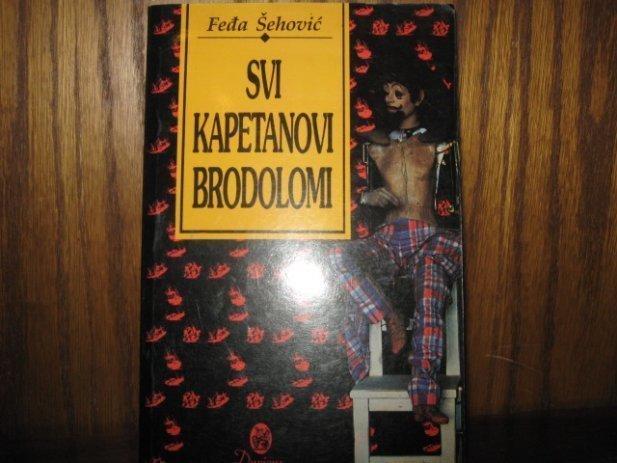 Feđa Šehović
SVI
KAPETANOVI
BRODOLOMI